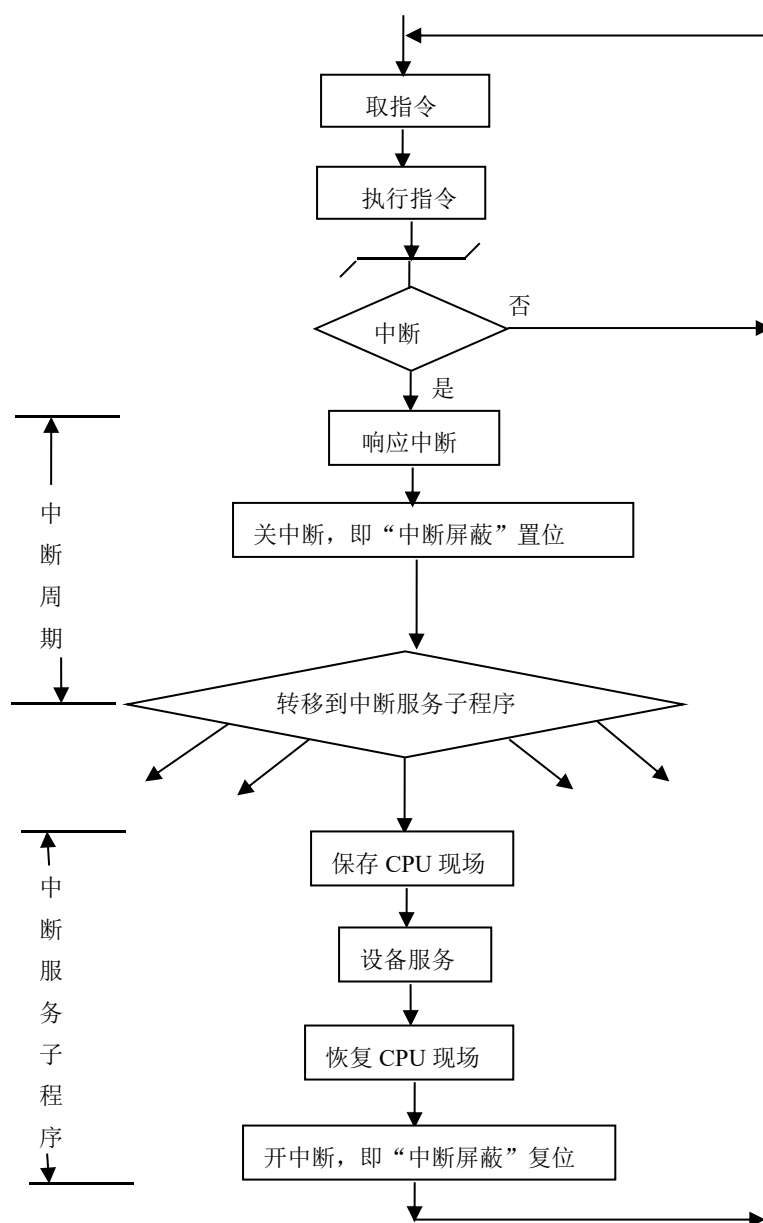 取指令
执行指令
中断
否
是
响应中断
关中断，即“中断屏蔽”置位
中断周期
转移到中断服务子程序
保存 CPU 现场
设备服务
恢复 CPU 现场
开中断，即“中断屏蔽”复位
中断服务子程序